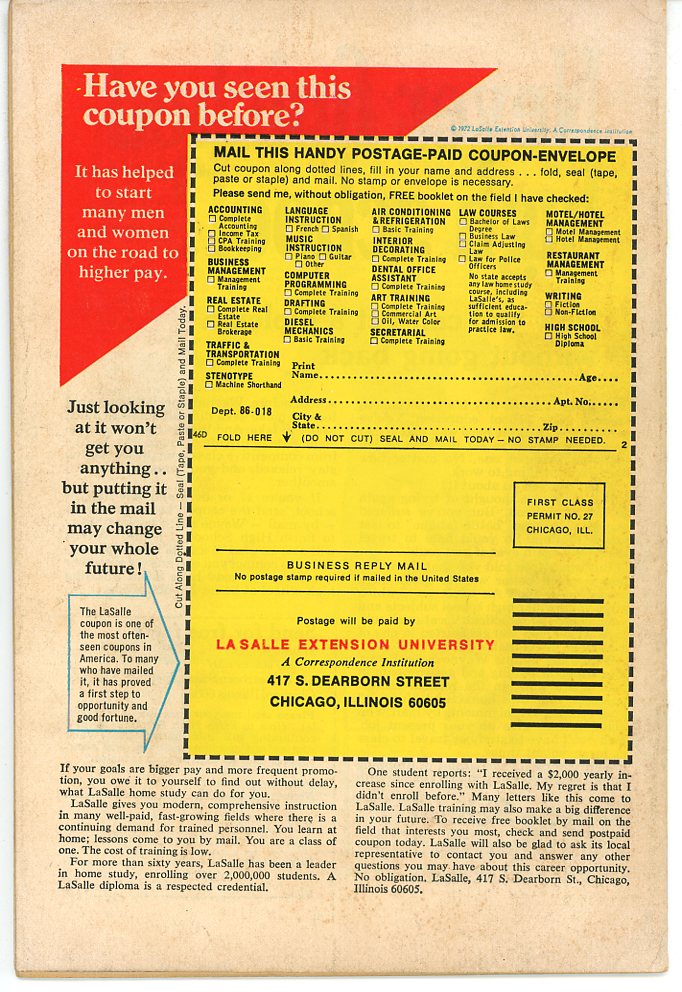 Have you seen this
coupon before?
© 1972 LaSalle Extension University, A Correspondence Institution
It has helped
to start
many men
and women
on the road to
higher pay.
Just looking
at it won't
get you
anything . .
but putting it
in the mail
may change
your whole
future!
The LaSalle
coupon is one of
the most often-
seen coupons in
America. To many
who have mailed
it, it has proved
a first step to
opportunity and
good fortune.
Cut Along Dotted Line — Seal (Tape, Paste or Staple) and Mail Today.
MAIL THIS HANDY POSTAGE-PAID COUPON-ENVELOPE
Cut coupon along dotted lines, fill in your name and address . . . fold, seal (tape,
paste or staple) and mail. No stamp or envelope is necessary.
Please send me, without obligation, FREE booklet on the field I have checked:
ACCOUNTING
☐ Complete
Accounting
☐ Income Tax
☐ CPA Training
☐ Bookkeeping
BUSINESS
MANAGEMENT
☐ Management
Training
REAL ESTATE
☐ Complete Real
Estate
☐ Real Estate
Brokerage
TRAFFIC &
TRANSPORTATION
☐ Complete Training
STENOTYPE
☐ Machine Shorthand
LANGUAGE
INSTRUCTION
☐ French ☐ Spanish
MUSIC
INSTRUCTION
☐ Piano ☐ Guitar
☐ Other
COMPUTER
PROGRAMMING
☐ Complete Training
DRAFTING
☐ Complete Training
DIESEL
MECHANICS
☐ Basic Training
AIR CONDITIONING
& REFRIGERATION
☐ Basic Training
INTERIOR
DECORATING
☐ Complete Training
DENTAL OFFICE
ASSISTANT
☐ Complete Training
ART TRAINING
☐ Complete Training
☐ Commercial Art
☐ Oil, Water Color
SECRETARIAL
☐ Complete Training
LAW COURSES
☐ Bachelor of Laws
Degree
☐ Business Law
☐ Claim Adjusting
Law
☐ Law for Police
Officers
No state accepts
any law home study
course, including
LaSalle's, as
sufficient educa-
tion to qualify
for admission to
practice law.
MOTEL/HOTEL
MANAGEMENT
☐ Motel Management
☐ Hotel Management
RESTAURANT
MANAGEMENT
☐ Management
Training
WRITING
☐ Fiction
☐ Non-Fiction
HIGH SCHOOL
☐ High School
Diploma
Print
Name.....Age....
Address.....Apt. No......
Dept. 86-018
City &
State.....Zip.........
46D FOLD HERE (DO NOT CUT) SEAL AND MAIL TODAY – NO STAMP NEEDED. 2
FIRST CLASS
PERMIT NO. 27
CHICAGO, ILL.
BUSINESS REPLY MAIL
No postage stamp required if mailed in the United States
Postage will be paid by
LA SALLE EXTENSION UNIVERSITY
A Correspondence Institution
417 S. DEARBORN STREET
CHICAGO, ILLINOIS 60605
If your goals are bigger pay and more frequent promo-
tion, you owe it to yourself to find out without delay,
what LaSalle home study can do for you.
LaSalle gives you modern, comprehensive instruction
in many well-paid, fast-growing fields where there is a
continuing demand for trained personnel. You learn at
home; lessons come to you by mail. You are a class of
one. The cost of training is low.
For more than sixty years, LaSalle has been a leader
in home study, enrolling over 2,000,000 students. A
LaSalle diploma is a respected credential.
One student reports: "I received a $2,000 yearly in-
crease since enrolling with LaSalle. My regret is that I
didn't enroll before." Many letters like this come to
LaSalle. LaSalle training may also make a big difference
in your future. To receive free booklet by mail on the
field that interests you most, check and send postpaid
coupon today. LaSalle will also be glad to ask its local
representative to contact you and answer any other
questions you may have about this career opportunity.
No obligation. LaSalle, 417 S. Dearborn St., Chicago,
Illinois 60605.